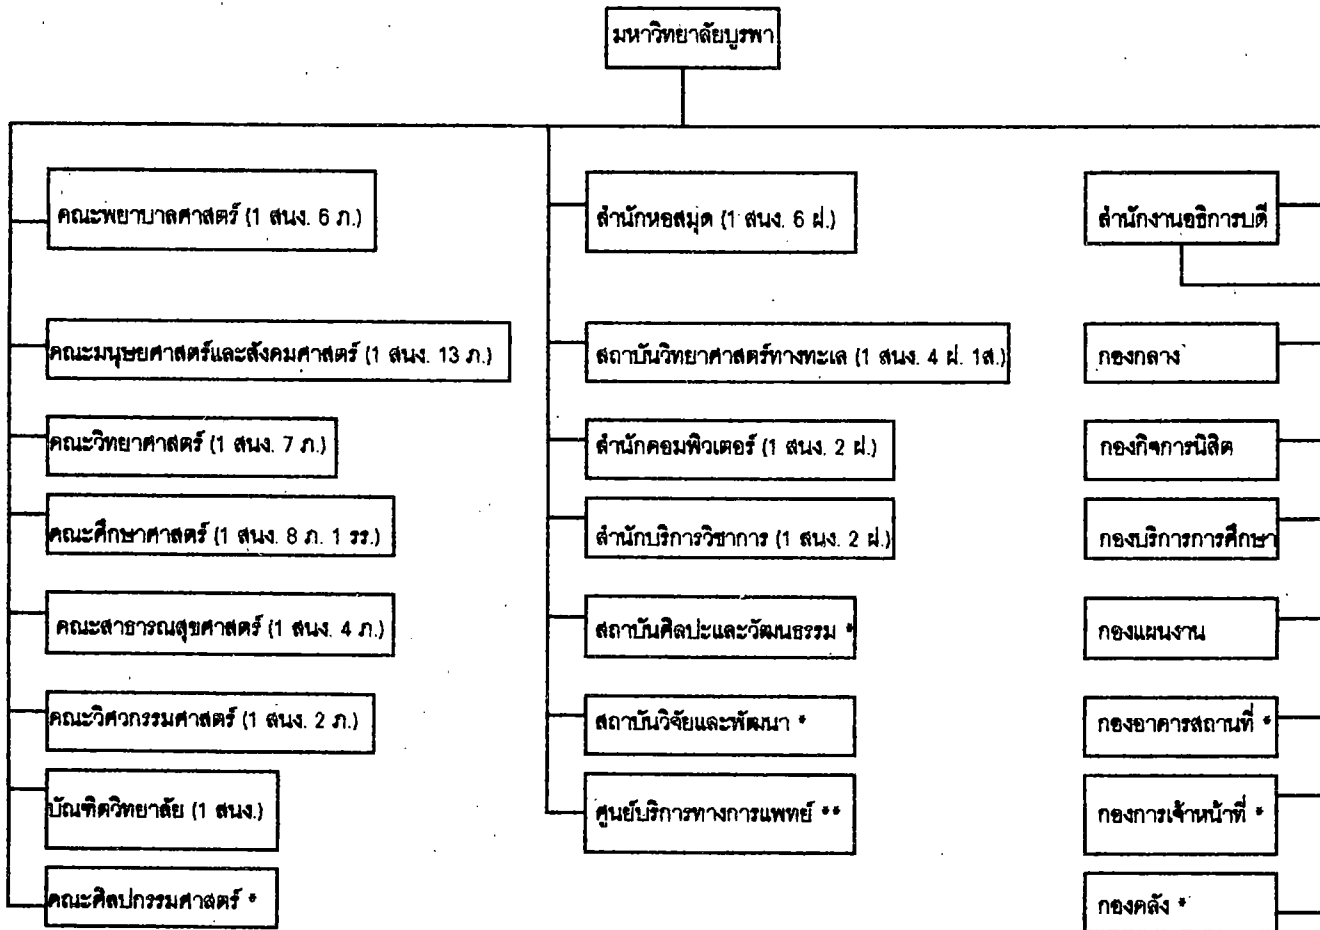 มหาวิทยาลัยบูรพา
คณะพยาบาลศาสตร์ (1 สนง. 6 ภ.)
คณะมนุษยศาสตร์และสังคมศาสตร์ (1 สนง. 13 ภ.)
คณะวิทยาศาสตร์ (1 สนง. 7 ภ.)
คณะศึกษาศาสตร์ (1 สนง. 8 ภ. 1 รร.)
คณะสาธารณสุขศาสตร์ (1 สนง. 4 ภ.)
คณะวิศวกรรมศาสตร์ (1 สนง. 2 ภ.)
บัณฑิตวิทยาลัย (1 สนง.)
คณะศิลปกรรมศาสตร์ *
สำนักหอสมุด (1 สนง. 6 ฝ.)
สถาบันวิทยาศาสตร์ทางทะเล (1 สนง. 4 ฝ. 1ส.)
สำนักคอมพิวเตอร์ (1 สนง. 2 ฝ.)
สำนักบริการวิชาการ (1 สนง. 2 ฝ.)
สถาบันศิลปะและวัฒนธรรม *
สถาบันวิจัยและพัฒนา *
ศูนย์บริการทางการแพทย์ **
สำนักงานอธิการบดี
กองกลาง
กองกิจการนิสิต
กองบริการการศึกษา
กองแผนงาน
กองอาคารสถานที่ *
กองการเจ้าหน้าที่ *
กองคลัง *